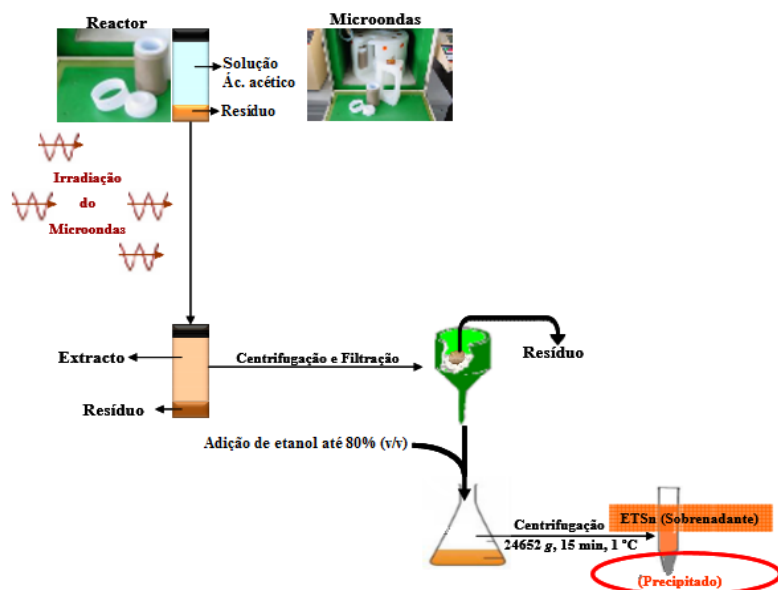 Reactor
Microondas
Solução
Ác. acético
Resíduo
Irradiação
do
Microondas
Extracto
Resíduo
Centrifugação e Filtração
Resíduo
Adição de etanol até 80% (v/v)
Centrifugação
24652 g, 15 min, 1 °C
ETSn (Sobrenadante)
(Precipitado)